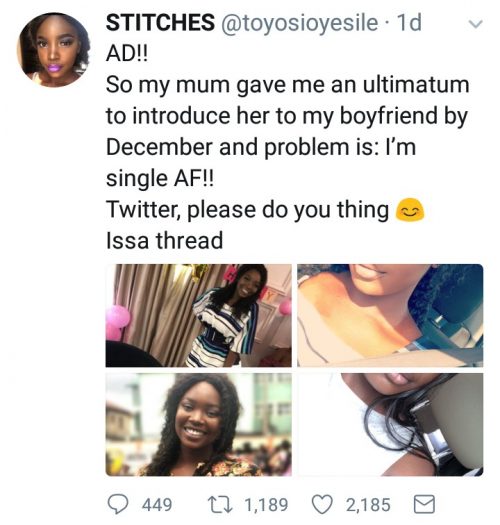 STITCHES @toyosioyesile · 1d
AD!!
So my mum gave me an ultimatum
to introduce her to my boyfriend by
December and problem is: I’m
single AF!!
Twitter, please do you thing 😊
Issa thread
449 1,189 2,185